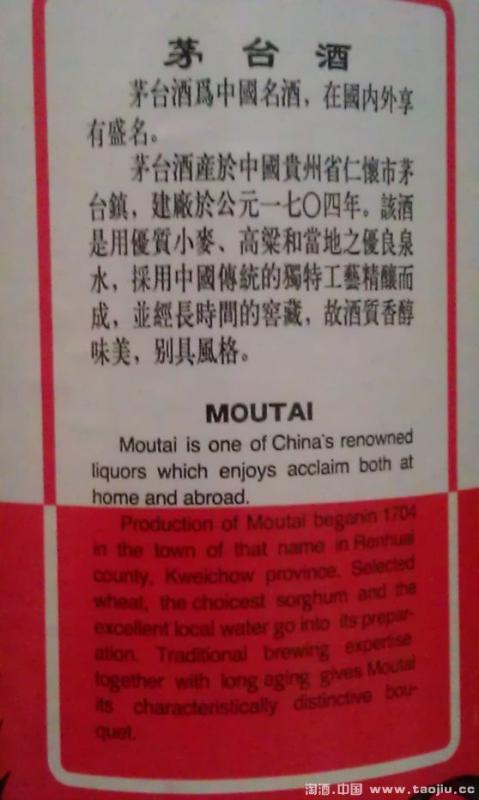 茅台酒
茅台酒爲中國名酒，在國内外享
有盛名。
茅台酒産於中國貴州省仁懷市茅
台鎮，建廠於公元一七〇四年。該酒
是用優質小麥、高粱和當地之優良泉
水，採用中國傳統的獨特工藝精釀而
成，並經長時間的窖藏，故酒質香醇
味美，别具風格。
MOUTAI
Moutai is one of China's renowned
liquors which enjoys acclaim both at
home and abroad.
Production of Moutai beganin 1704
in the town of that name in Renhuai
county, Kweichow province. Selected
wheat, the choicest sorghum and the
excellent local water go into its prepar-
ation. Traditional brewing expertise
together with long aging gives Moutai
its characteristically distinctive bou-
quet.
淘酒.中国 www.taojiu.cc